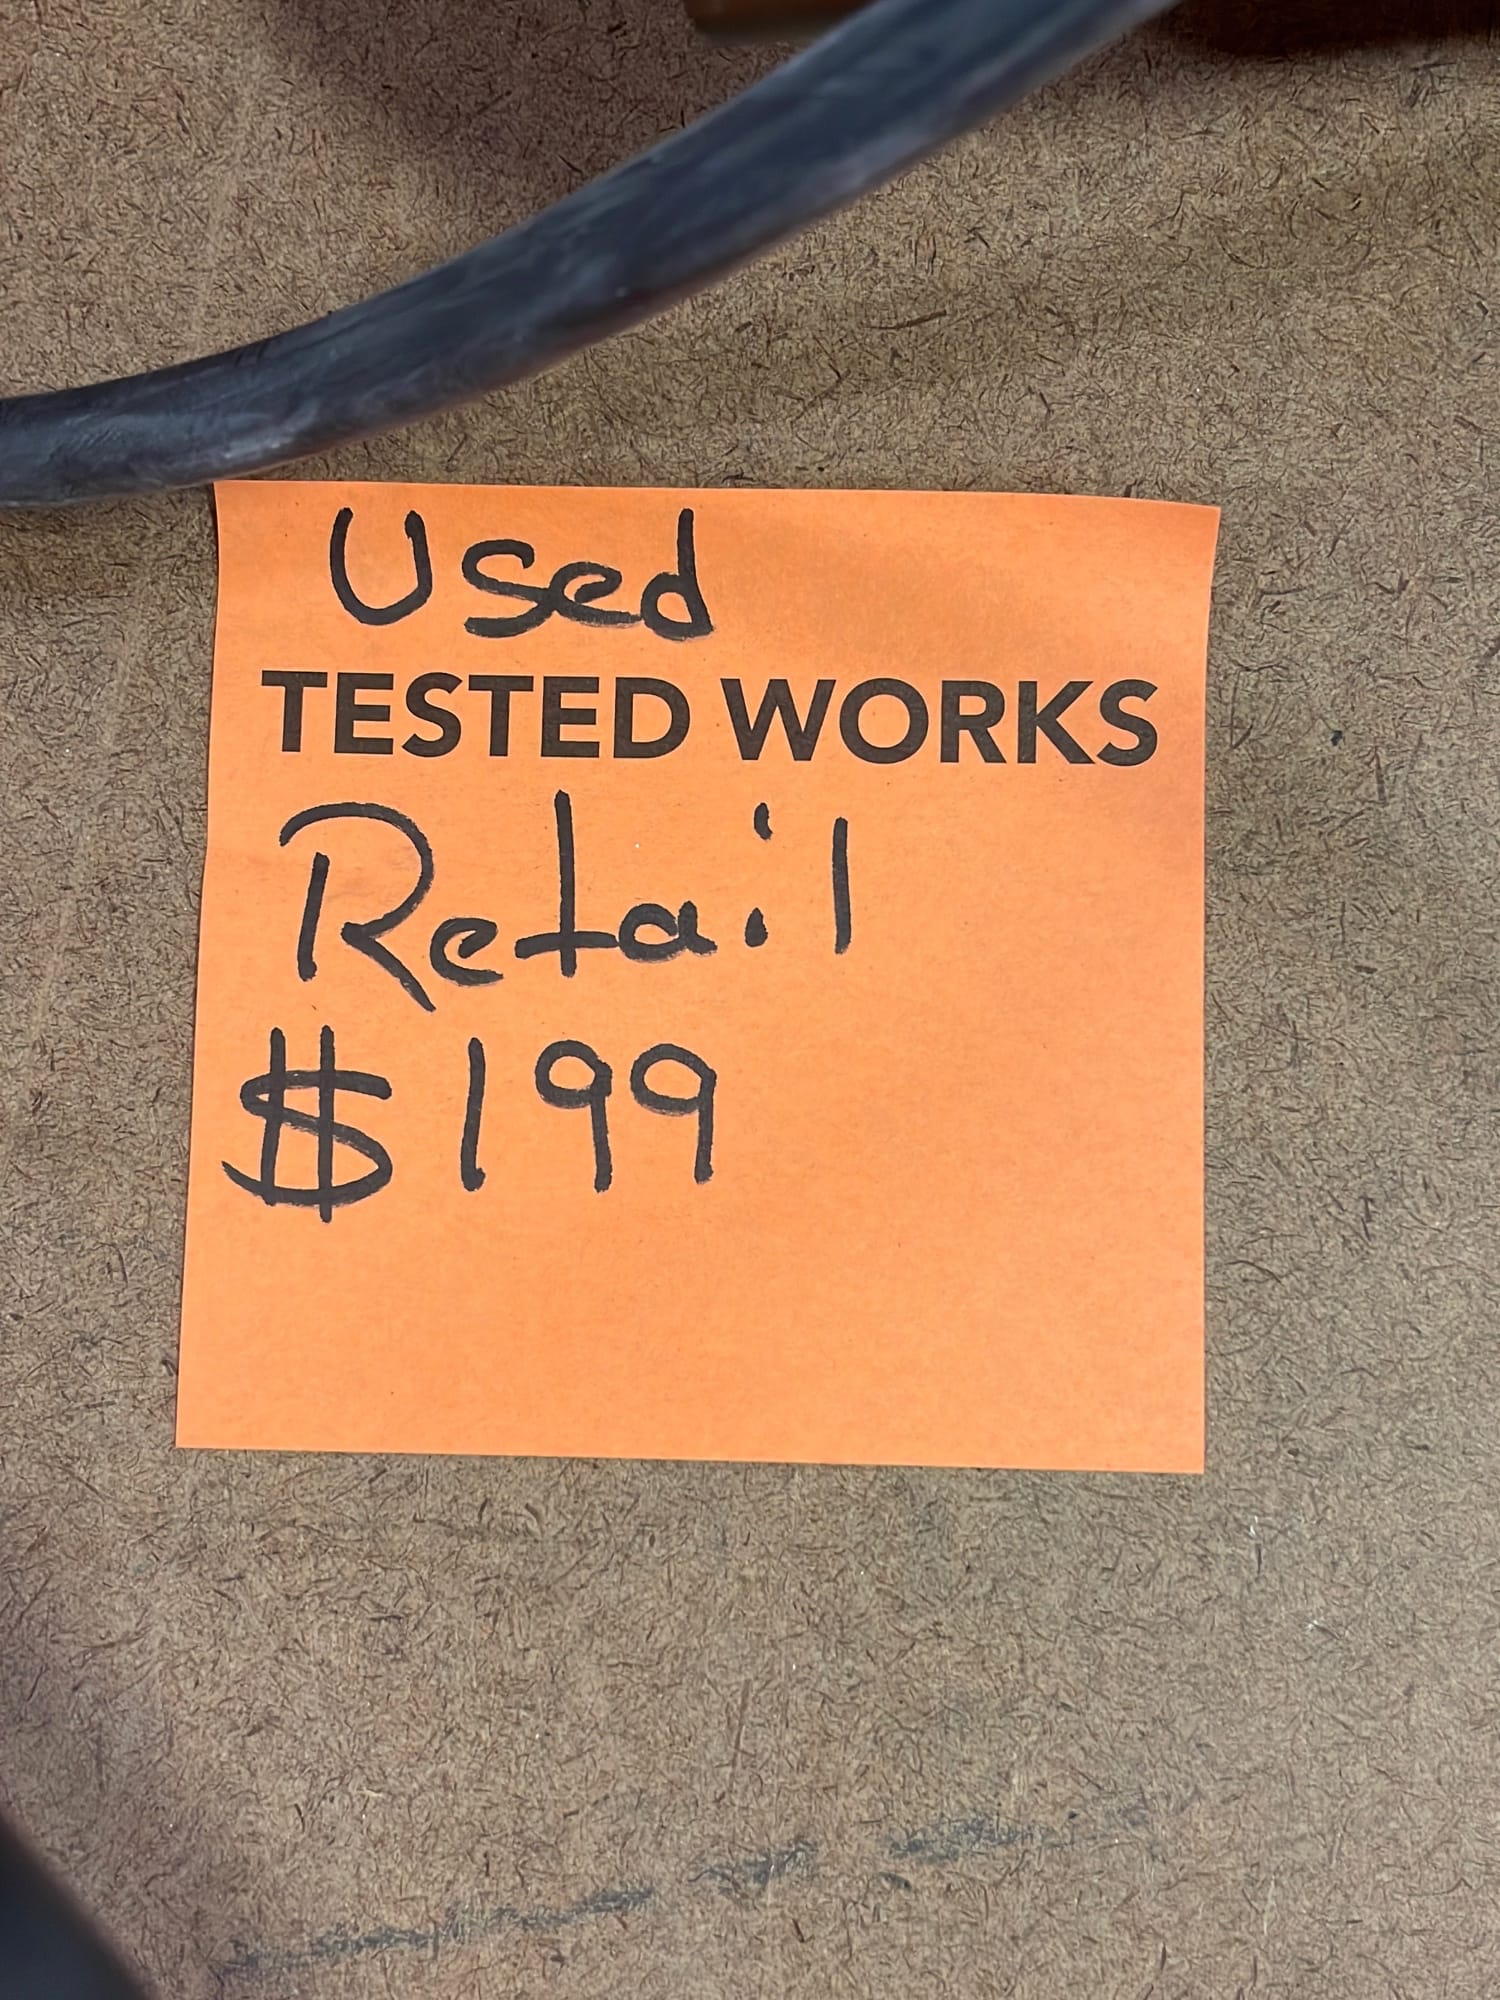 Used
TESTED WORKS
Retail
$199